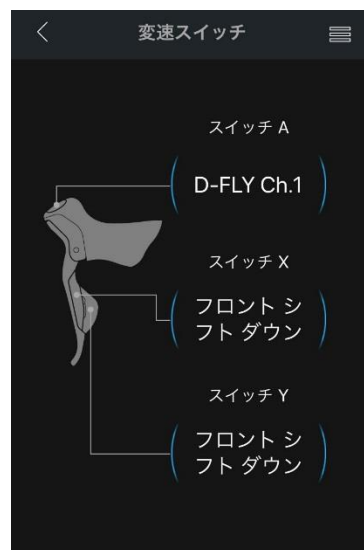 変速スイッチ
スイッチ A
D-FLY Ch.1
スイッチ X
フロント シ
フト ダウン
スイッチ Y
フロント シ
フト ダウン